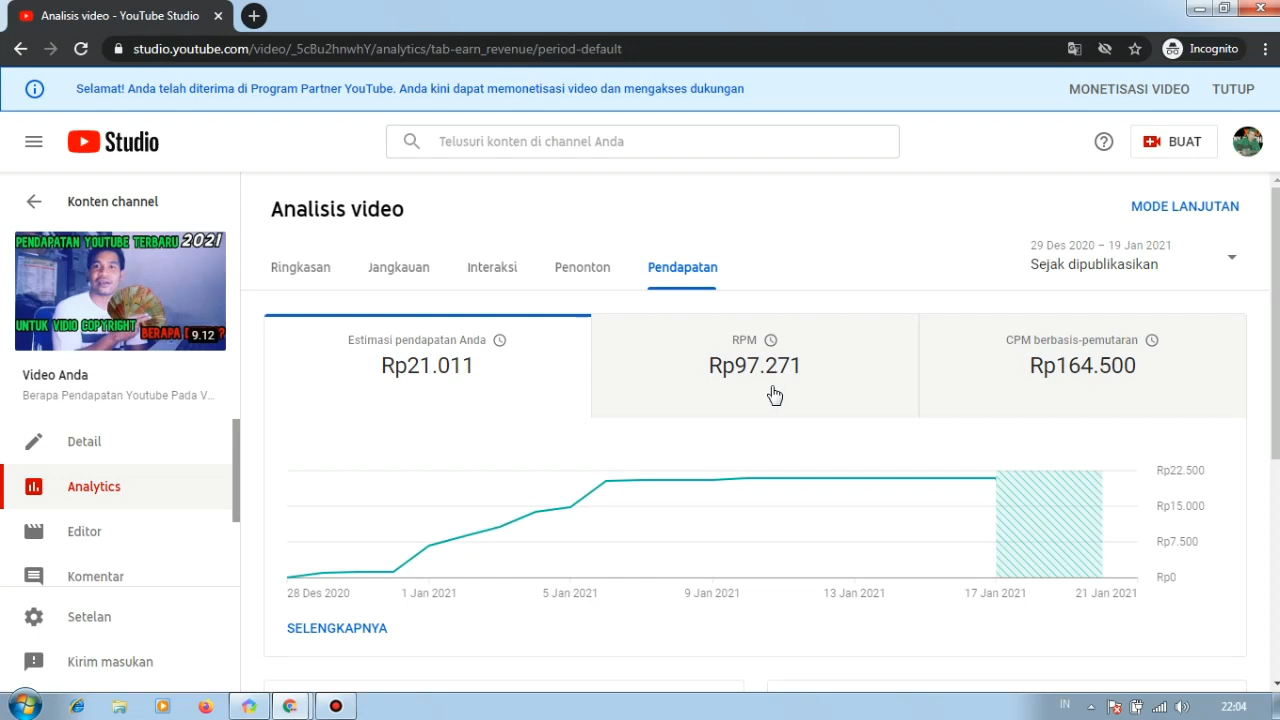 Analisis video - YouTube Studio
studio.youtube.com/video/_5cBu2hnwhY/analytics/tab-earn_revenue/period-default
Incognito
Selamat! Anda telah diterima di Program Partner YouTube. Anda kini dapat memonetisasi video dan mengakses dukungan
MONETISASI VIDEO
TUTUP
Studio
Telusuri konten di channel Anda
BUAT
Konten channel
PENDAPATAN YOUTUBE TERBARU 2021
UNTUK VIDIO COPYRIGHT BERAPA ?
9.12
Video Anda
Berapa Pendapatan Youtube Pada V...
Detail
Analytics
Editor
Komentar
Setelan
Kirim masukan
Analisis video
MODE LANJUTAN
Ringkasan
Jangkauan
Interaksi
Penonton
Pendapatan
29 Des 2020 – 19 Jan 2021
Sejak dipublikasikan
Estimasi pendapatan Anda
Rp21.011
RPM
Rp97.271
CPM berbasis-pemutaran
Rp164.500
Rp22.500
Rp15.000
Rp7.500
Rp0
28 Des 2020
1 Jan 2021
5 Jan 2021
9 Jan 2021
13 Jan 2021
17 Jan 2021
21 Jan 2021
SELENGKAPNYA
IN
22:04